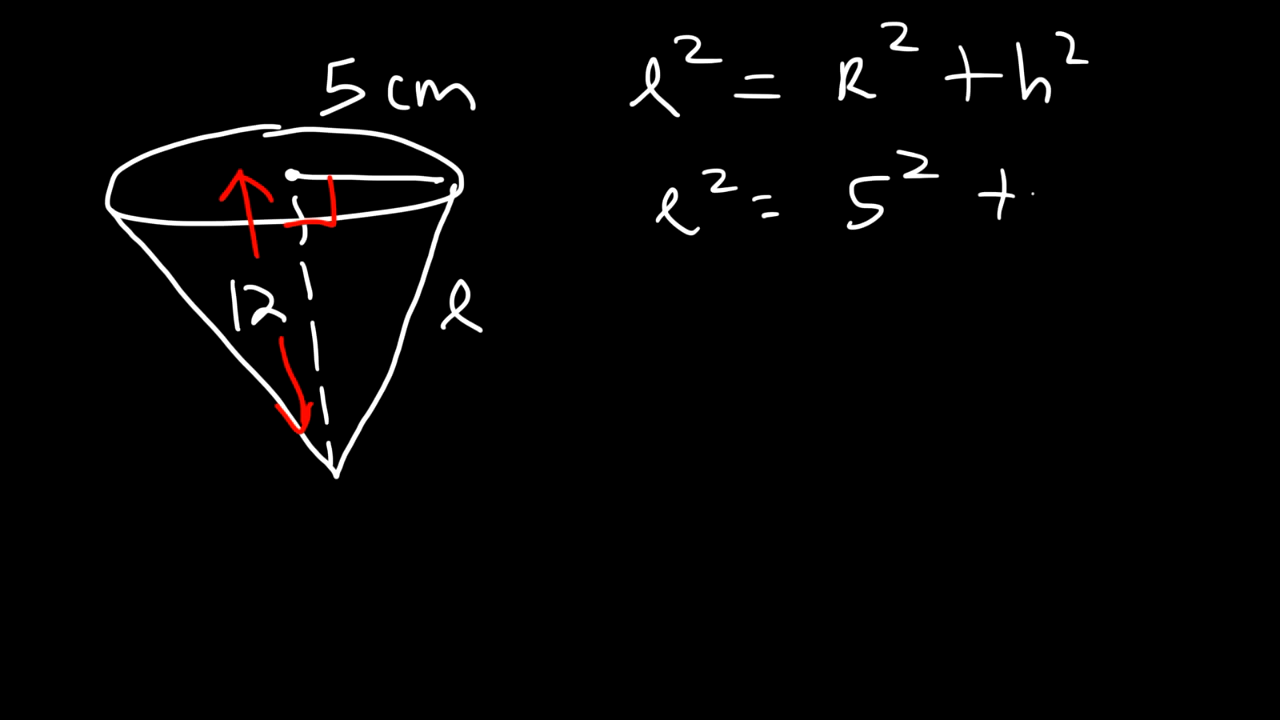 5 cm
12
l
l² = R² + h²
l² = 5² +